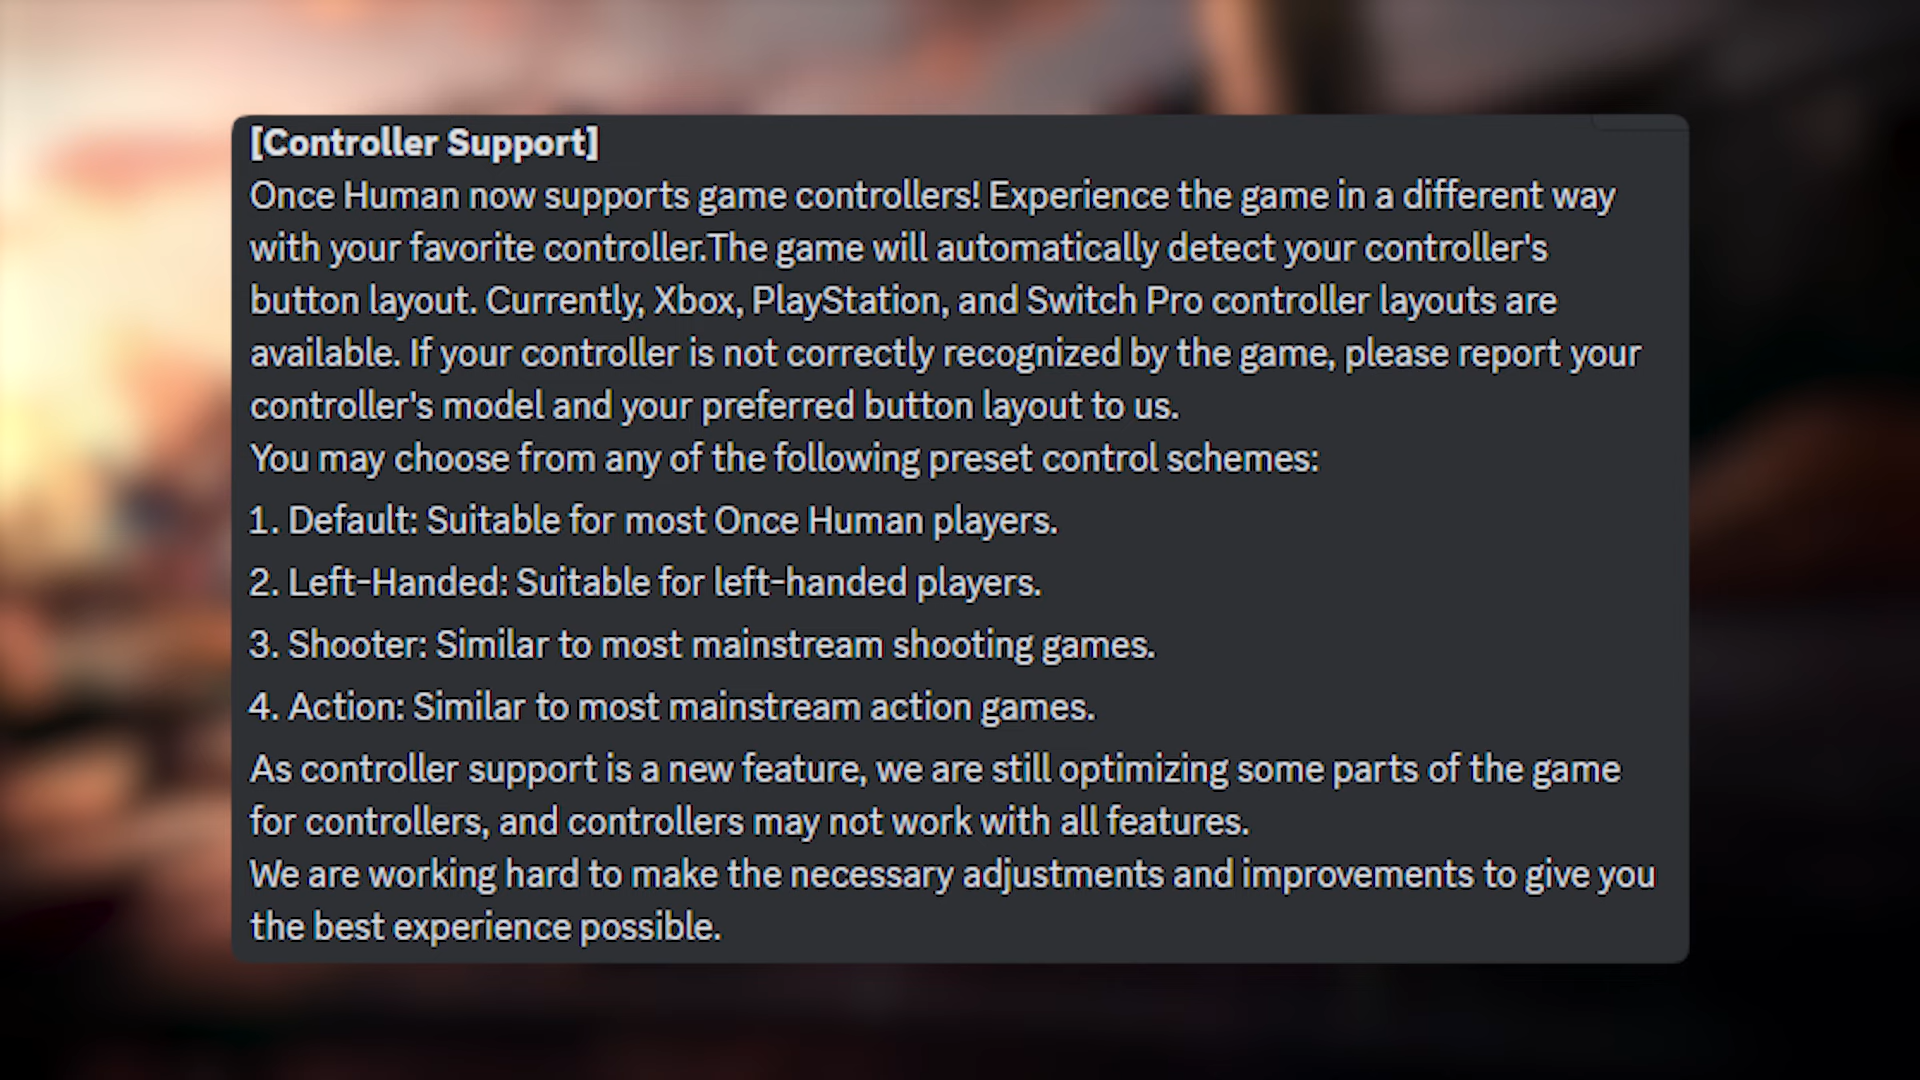 [Controller Support]
Once Human now supports game controllers! Experience the game in a different way
with your favorite controller.The game will automatically detect your controller's
button layout. Currently, Xbox, PlayStation, and Switch Pro controller layouts are
available. If your controller is not correctly recognized by the game, please report your
controller's model and your preferred button layout to us.
You may choose from any of the following preset control schemes:
1. Default: Suitable for most Once Human players.
2. Left-Handed: Suitable for left-handed players.
3. Shooter: Similar to most mainstream shooting games.
4. Action: Similar to most mainstream action games.
As controller support is a new feature, we are still optimizing some parts of the game
for controllers, and controllers may not work with all features.
We are working hard to make the necessary adjustments and improvements to give you
the best experience possible.